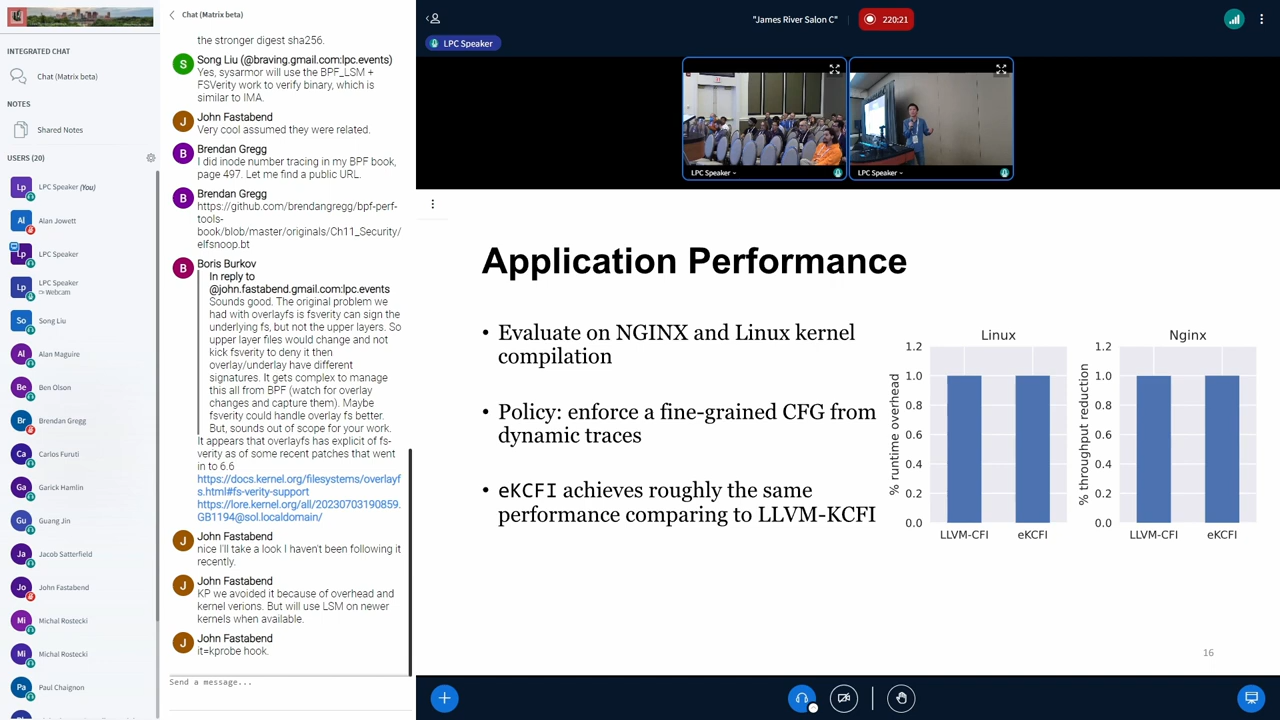 INTEGRATED CHAT
Chat (Matrix beta)
NOTES
Shared Notes
USERS (20)
Lp
LPC Speaker (You)
Al
Alan Jowett
Lp
LPC Speaker
Lp
LPC Speaker
Webcam
So
Song Liu
Al
Alan Maguire
Be
Ben Olson
Br
Brendan Gregg
Ca
Carlos Furuti
Ga
Garick Hamlin
Gu
Guang Jin
Ja
Jacob Satterfield
Jo
John Fastabend
Mi
Michal Rostecki
Mi
Michal Rostecki
Pa
Paul Chaignon
Chat (Matrix beta)
the stronger digest sha256.
S
Song Liu (@braving.gmail.com:lpc.events)
Yes, sysarmor will use the BPF_LSM +
FSVerity work to verify binary, which is
similar to IMA.
J
John Fastabend
Very cool assumed they were related.
B
Brendan Gregg
I did inode number tracing in my BPF book,
page 497. Let me find a public URL.
B
Brendan Gregg
https://github.com/brendangregg/bpf-perf-
tools-
book/blob/master/originals/Ch11_Security/
elfsnoop.bt
B
Boris Burkov
In reply to
@john.fastabend.gmail.com:lpc.events
Sounds good. The original problem we
had with overlayfs is fsverity can sign the
underlying fs, but not the upper layers. So
upper layer files would change and not
kick fsverity to deny it then
overlay/underlay have different
signatures. It gets complex to manage
this all from BPF (watch for overlay
changes and capture them). Maybe
fsverity could handle overlay fs better.
But, sounds out of scope for your work.
It appears that overlayfs has explicit of fs-
verity as of some recent patches that went
in to 6.6
https://docs.kernel.org/filesystems/overlayf
s.html#fs-verity-support
https://lore.kernel.org/all/20230703190859.
GB1194@sol.localdomain/
J
John Fastabend
nice I'll take a look I haven't been following it
recently.
J
John Fastabend
KP we avoided it because of overhead and
kernel verions. But will use LSM on newer
kernels when available.
J
John Fastabend
it=kprobe hook.
Send a message...
"James River Salon C"
220:21
LPC Speaker
LPC Speaker
LPC Speaker
Application Performance
• Evaluate on NGINX and Linux kernel
compilation
• Policy: enforce a fine-grained CFG from
dynamic traces
• eKCFI achieves roughly the same
performance comparing to LLVM-KCFI
Linux
% runtime overhead
1.2
1.0
0.8
0.6
0.4
0.2
0.0
LLVM-CFI eKCFI
Nginx
% throughput reduction
1.2
1.0
0.8
0.6
0.4
0.2
0.0
LLVM-CFI eKCFI
16